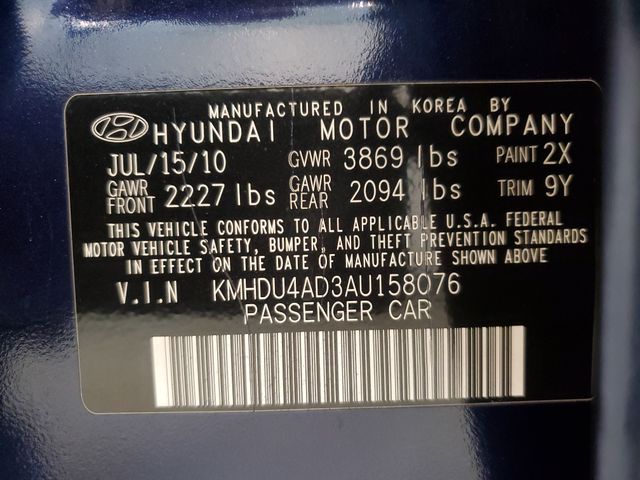 MANUFACTURED IN KOREA BY
HYUNDAI MOTOR COMPANY
JUL/15/10 GVWR 3869 lbs PAINT 2X
GAWR FRONT 2227 lbs GAWR REAR 2094 lbs TRIM 9Y
THIS VEHICLE CONFORMS TO ALL APPLICABLE U.S.A. FEDERAL
MOTOR VEHICLE SAFETY, BUMPER, AND THEFT PREVENTION STANDARDS
IN EFFECT ON THE DATE OF MANUFACTURE SHOWN ABOVE.
V.I.N KMHDU4AD3AU158076
PASSENGER CAR